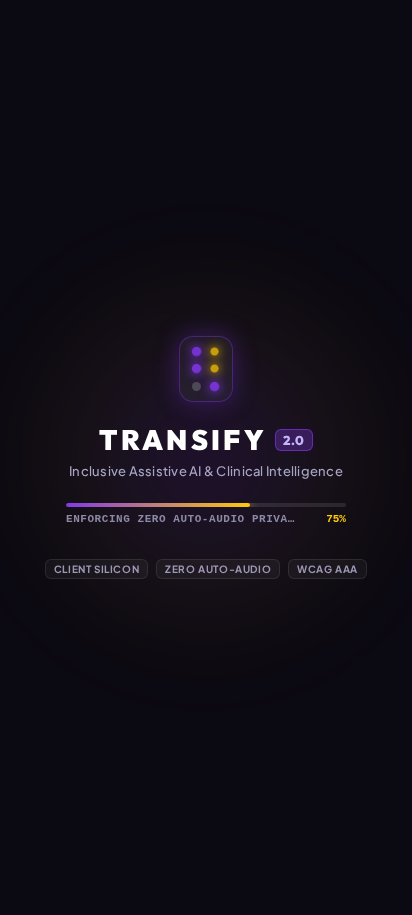 TRANSIFY 2.0
Inclusive Assistive AI & Clinical Intelligence
ENFORCING ZERO AUTO-AUDIO PRIVA… 75%
CLIENT SILICON ZERO AUTO-AUDIO WCAG AAA